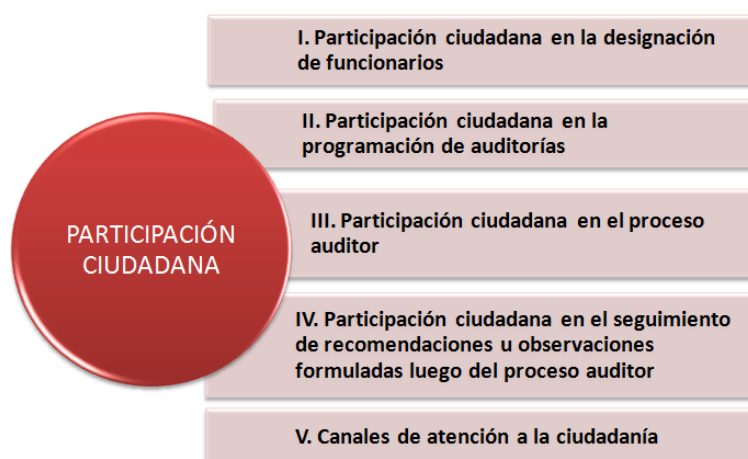 I. Participación ciudadana en la designación
de funcionarios
II. Participación ciudadana en la
programación de auditorías
PARTICIPACIÓN
CIUDADANA
III. Participación ciudadana en el proceso
auditor
IV. Participación ciudadana en el seguimiento
de recomendaciones u observaciones
formuladas luego del proceso auditor
V. Canales de atención a la ciudadanía